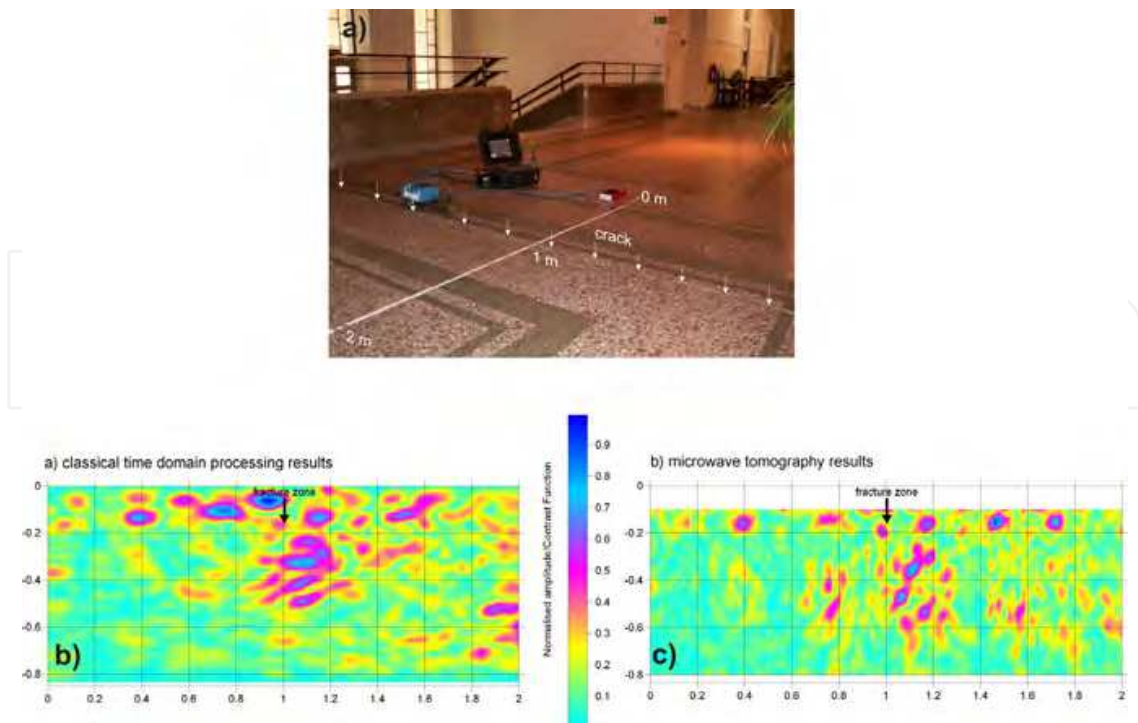 a)
0 m
crack
1 m
2 m
a) classical time domain processing results
fracture zone
0
-0.2
-0.4
-0.6
-0.8
0 0.2 0.4 0.6 0.8 1 1.2 1.4 1.6 1.8 2
b)
0.9
0.8
0.7
0.6
0.5
0.4
0.3
0.2
0.1
Normalised amplitude/Contrast Function
b) microwave tomography results
fracture zone
0
-0.2
-0.4
-0.6
-0.8
0 0.2 0.4 0.6 0.8 1 1.2 1.4 1.6 1.8 2
c)